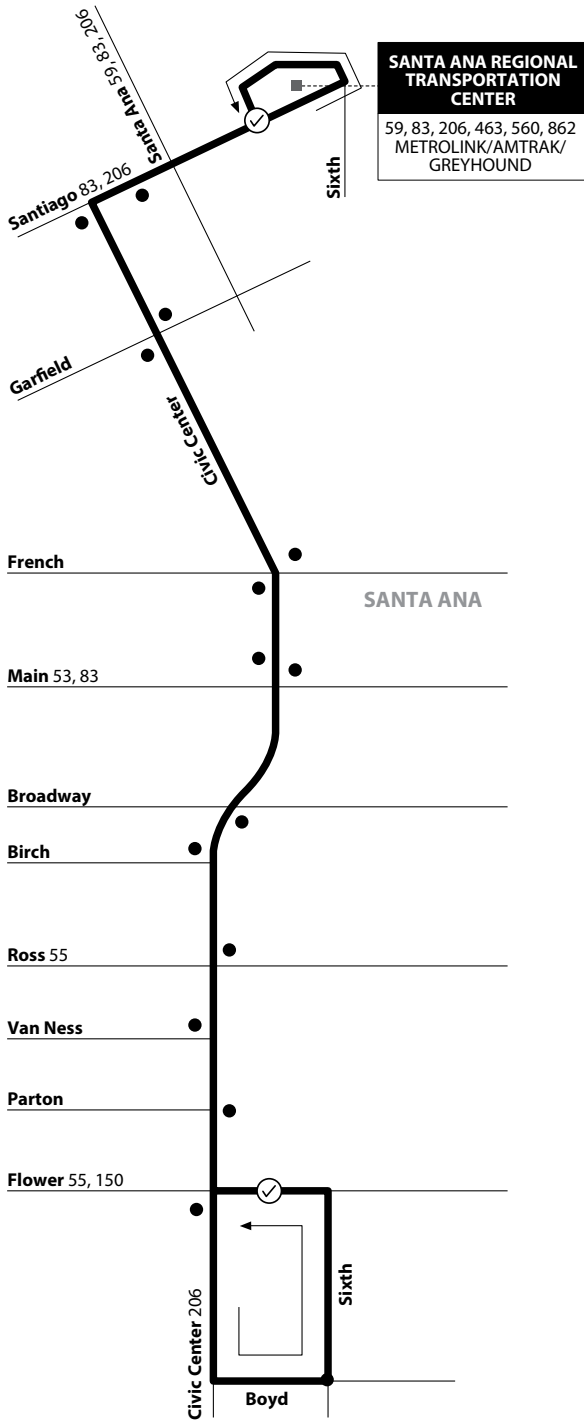 Santa Ana 59, 83, 206
SANTA ANA REGIONAL
TRANSPORTATION
CENTER
59, 83, 206, 463, 560, 862
METROLINK/AMTRAK/
GREYHOUND
Sixth
Santiago 83, 206
Garfield
Civic Center
French
SANTA ANA
Main 53, 83
Broadway
Birch
Ross 55
Van Ness
Parton
Flower 55, 150
Sixth
Civic Center 206
Boyd